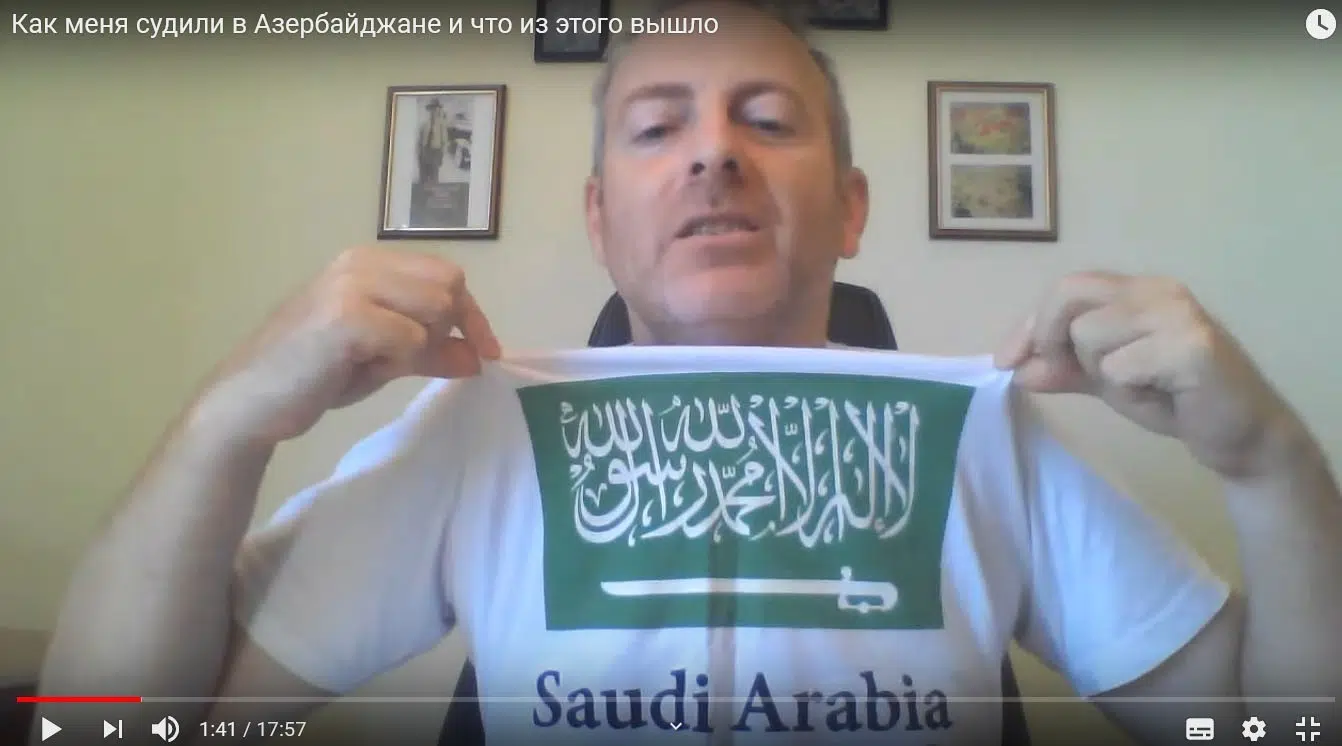 Как меня судили в Азербайджане и что из этого вышло
لا إله إلا الله محمد رسول الله
Saudi Arabia
1:41 / 17:57